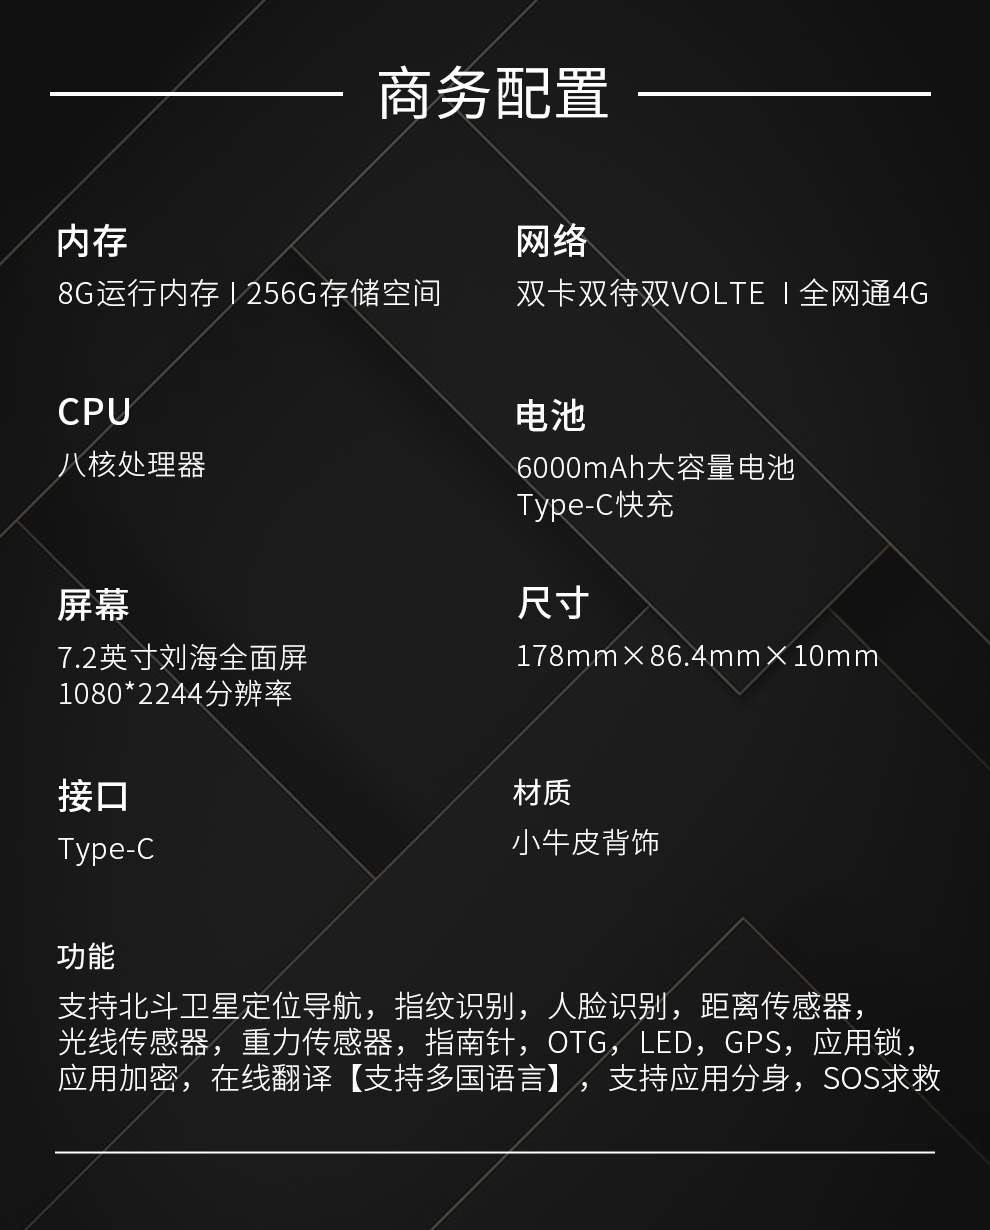 商务配置
内存
8G运行内存 I 256G存储空间
网络
双卡双待双VOLTE I 全网通4G
CPU
八核处理器
电池
6000mAh大容量电池
Type-C快充
屏幕
7.2英寸刘海全面屏
1080*2244分辨率
尺寸
178mm×86.4mm×10mm
接口
Type-C
材质
小牛皮背饰
功能
支持北斗卫星定位导航，指纹识别，人脸识别，距离传感器，
光线传感器，重力传感器，指南针，OTG，LED，GPS，应用锁，
应用加密，在线翻译【支持多国语言】，支持应用分身，SOS求救